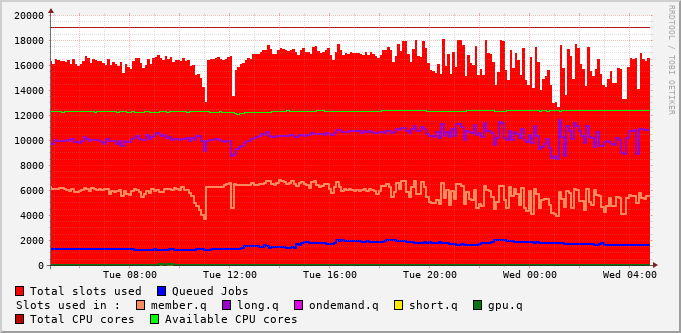 20000
18000
16000
14000
12000
10000
8000
6000
4000
2000
0
Tue 08:00 Tue 12:00 Tue 16:00 Tue 20:00 Wed 00:00 Wed 04:00
Total slots used Queued Jobs
Slots used in : member.q long.q ondemand.q short.q gpu.q
Total CPU cores Available CPU cores
RRDTOOL / TOBI OETIKER